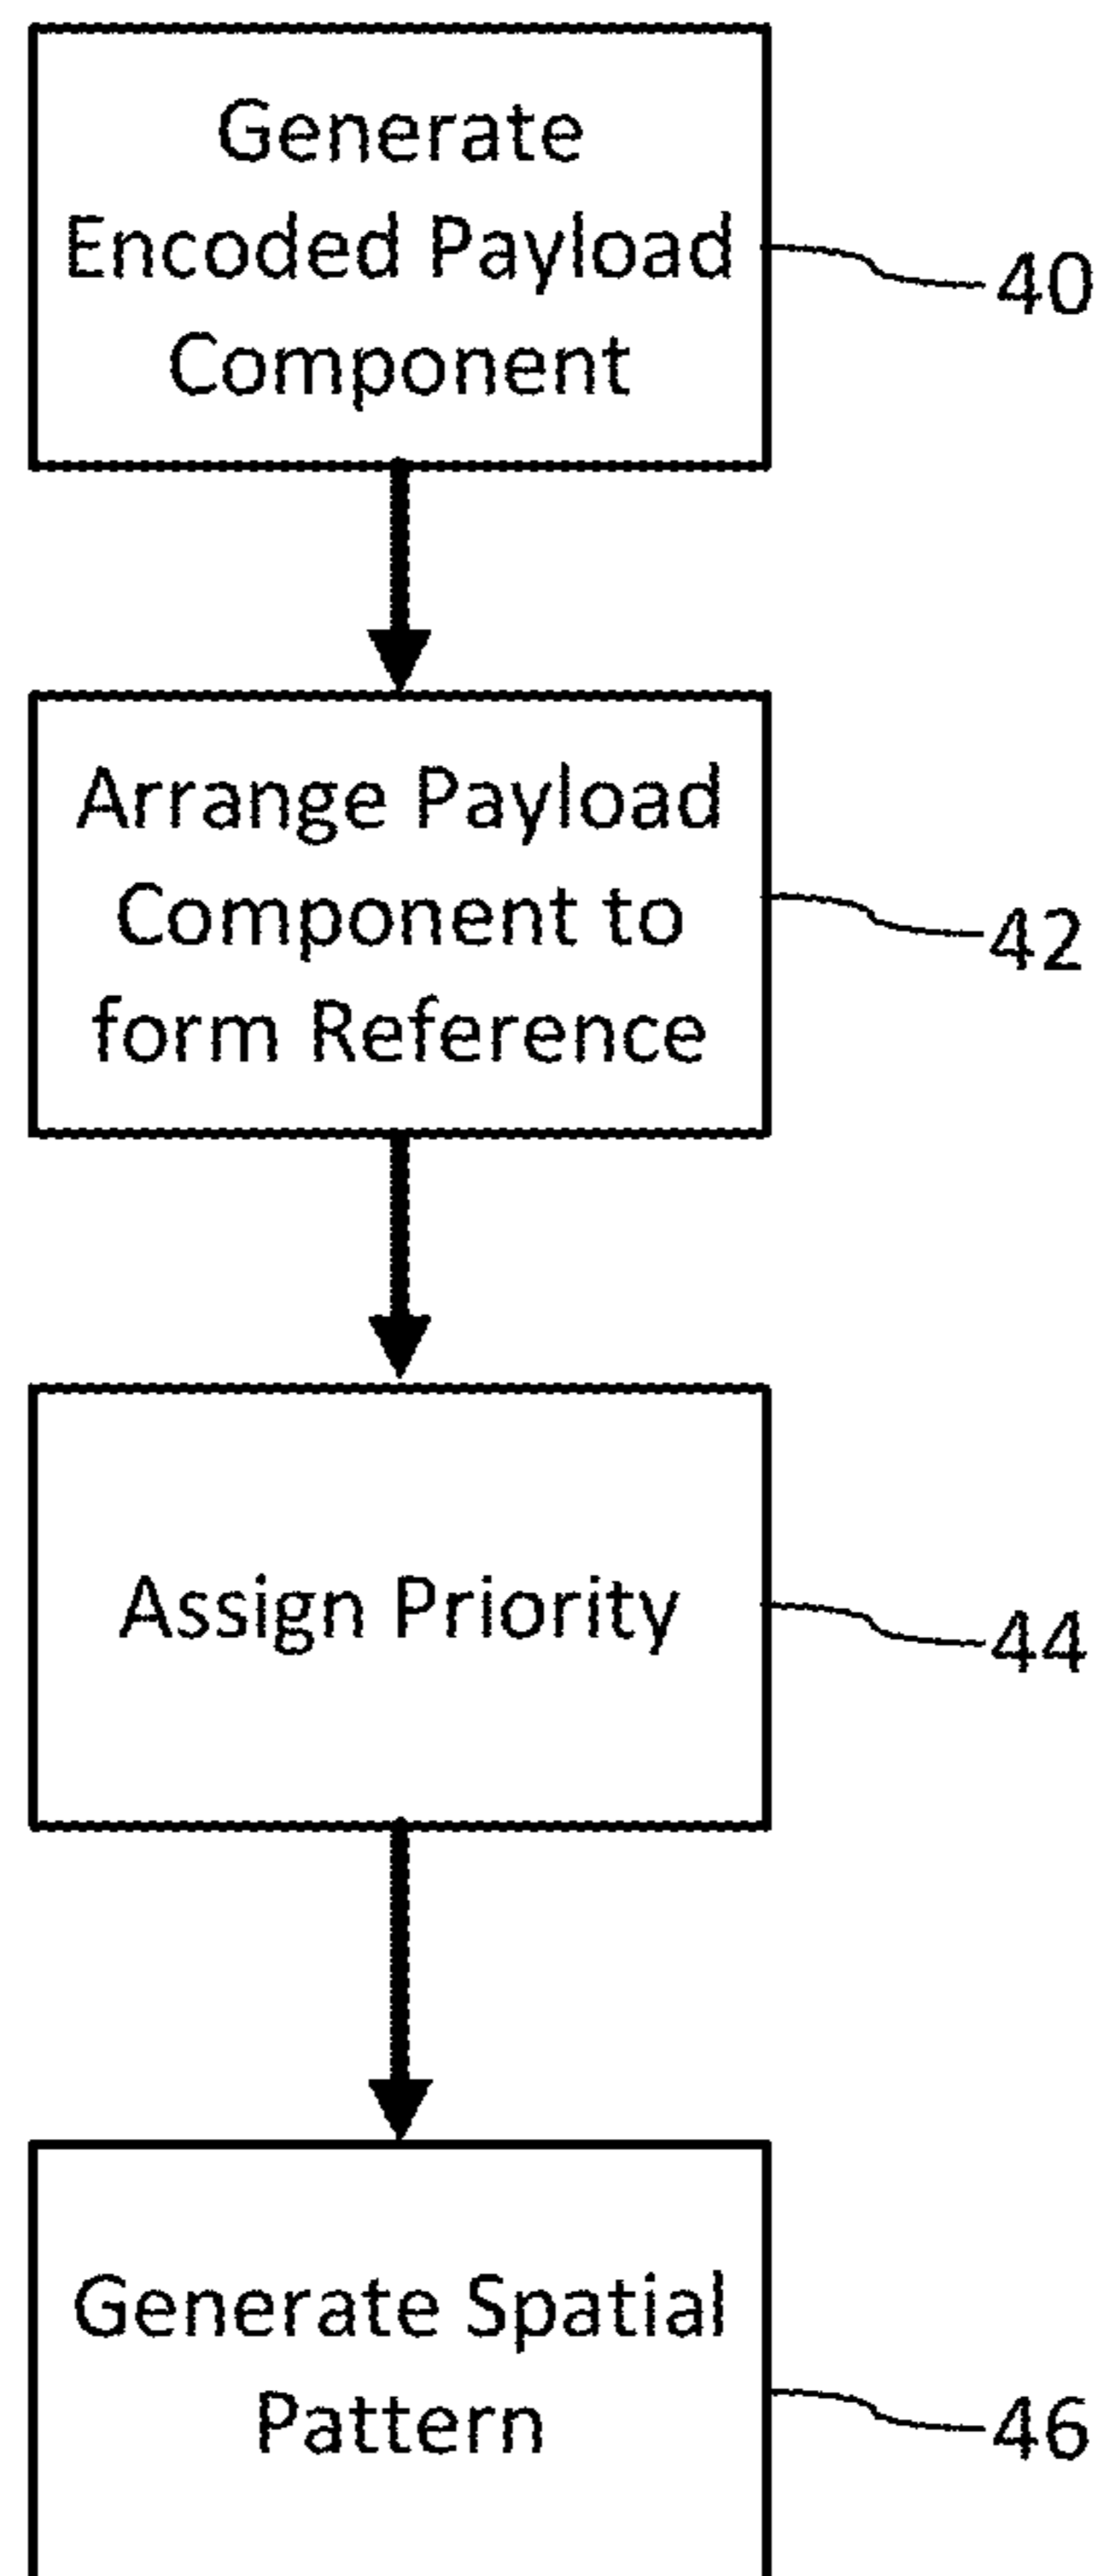 Generate
Encoded Payload
Component
40
Arrange Payload
Component to
form Reference
42
Assign Priority
44
Generate Spatial
Pattern
46